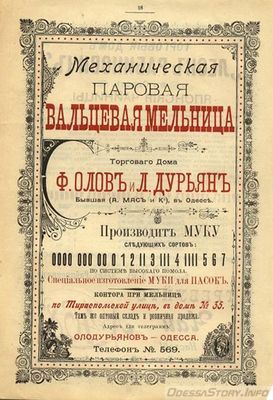 18
Механическая
ПАРОВАЯ
ВАЛЬЦЕВАЯ МЕЛЬНИЦА
Торговаго Дома
Ф. ОЛОВЪ и Л. ДУРЬЯНЪ
Бывшая (А. МАСЪ и Кº), въ Одессѣ.
Производитъ МУКУ
СЛѢДУЮЩИХЪ СОРТОВЪ:
0000 000 00 0 1 2 3 III 4 IIII 5 6 7
ПО СИСТЕМѢ ВЫСОКАГО ПОМОЛА.
Спеціальное изготовленіе МУКИ для ПАСОКЪ.
КОНТОРА ПРИ МЕЛЬНИЦѢ
по Тираспольской улицѣ, въ домѣ № 35.
Тамъ же оптовый складъ и розничная продажа.
Адресъ для телеграммъ:
ОЛОДУРЬЯНОВЪ — ОДЕССА.
Телефонъ № 569.
OdessaStory.info